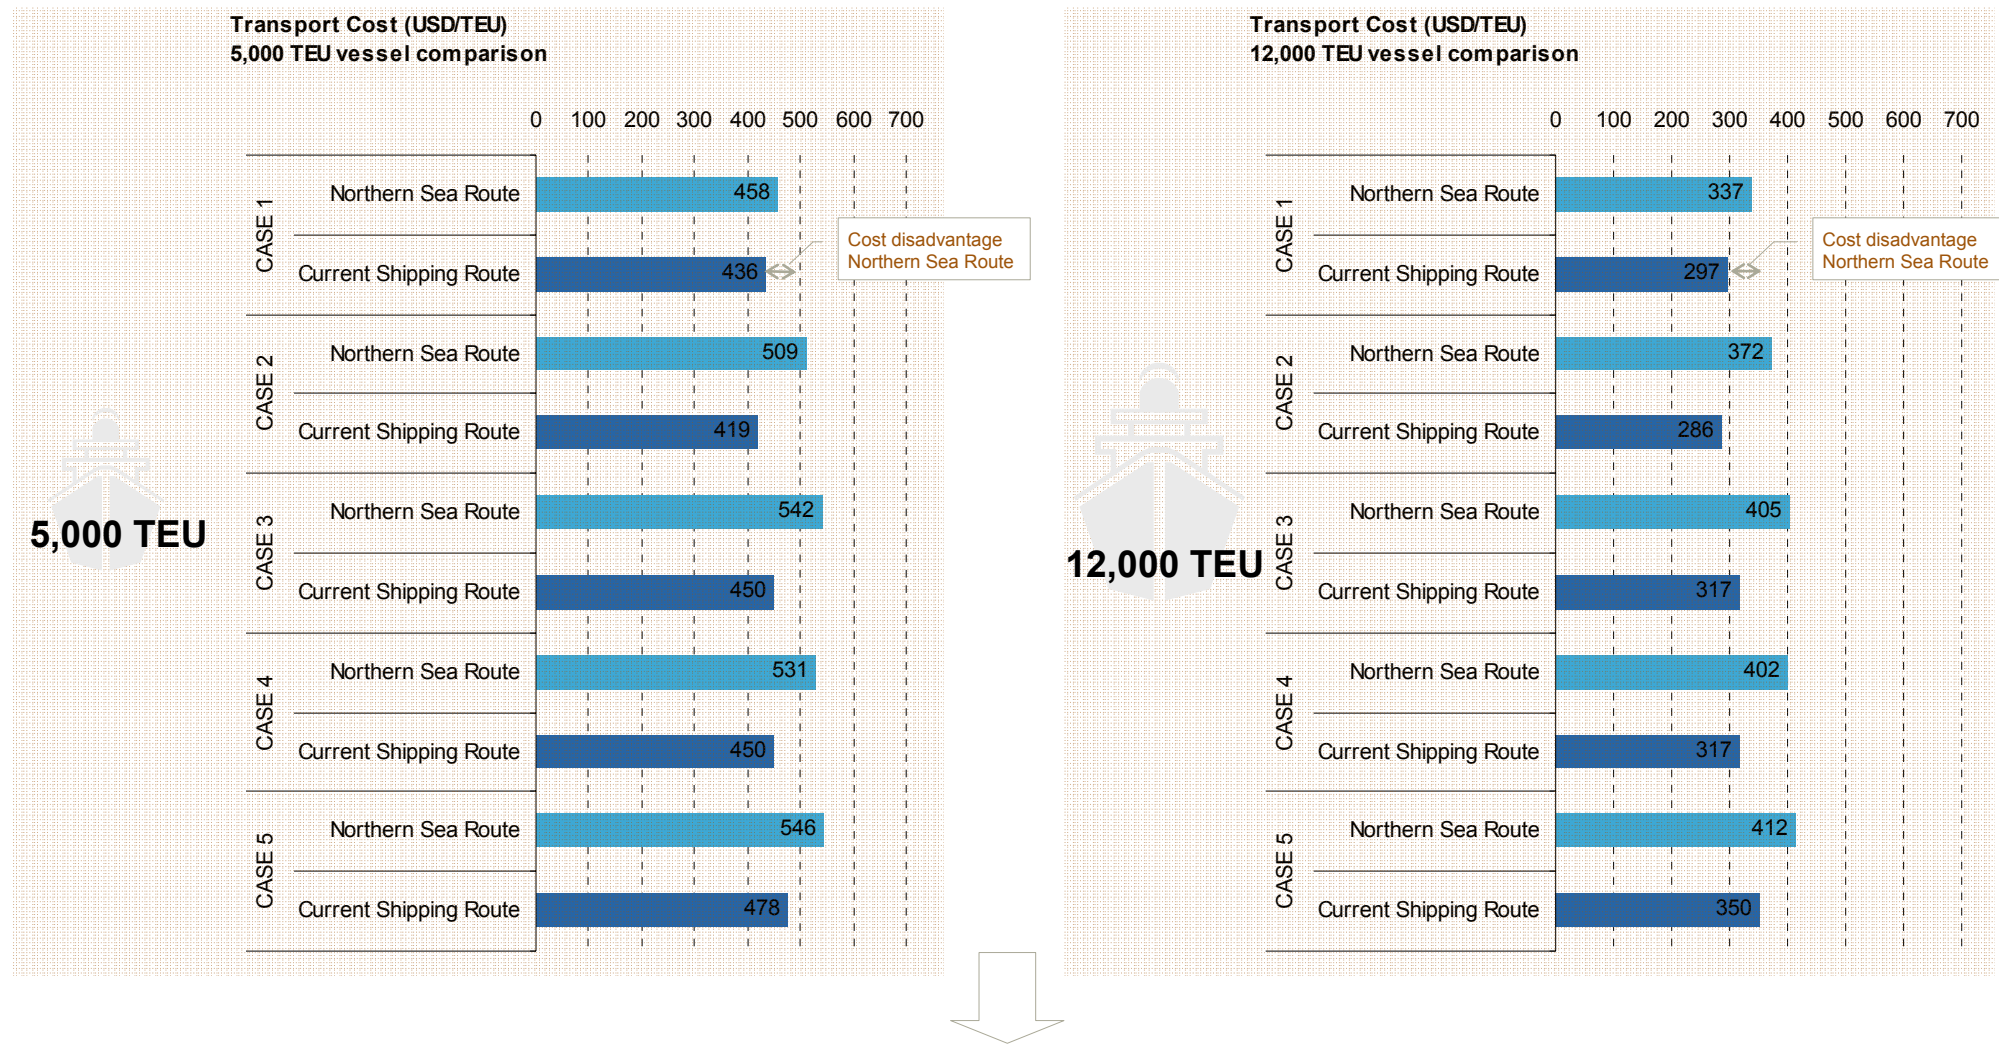 Transport Cost (USD/TEU)
5,000 TEU vessel comparison
0 100 200 300 400 500 600 700
CASE 1
Northern Sea Route
458
Current Shipping Route
436
Cost disadvantage
Northern Sea Route
CASE 2
Northern Sea Route
509
Current Shipping Route
419
CASE 3
Northern Sea Route
542
Current Shipping Route
450
CASE 4
Northern Sea Route
531
Current Shipping Route
450
CASE 5
Northern Sea Route
546
Current Shipping Route
478
5,000 TEU
Transport Cost (USD/TEU)
12,000 TEU vessel comparison
0 100 200 300 400 500 600 700
CASE 1
Northern Sea Route
337
Current Shipping Route
297
Cost disadvantage
Northern Sea Route
CASE 2
Northern Sea Route
372
Current Shipping Route
286
CASE 3
Northern Sea Route
405
Current Shipping Route
317
CASE 4
Northern Sea Route
402
Current Shipping Route
317
CASE 5
Northern Sea Route
412
Current Shipping Route
350
12,000 TEU